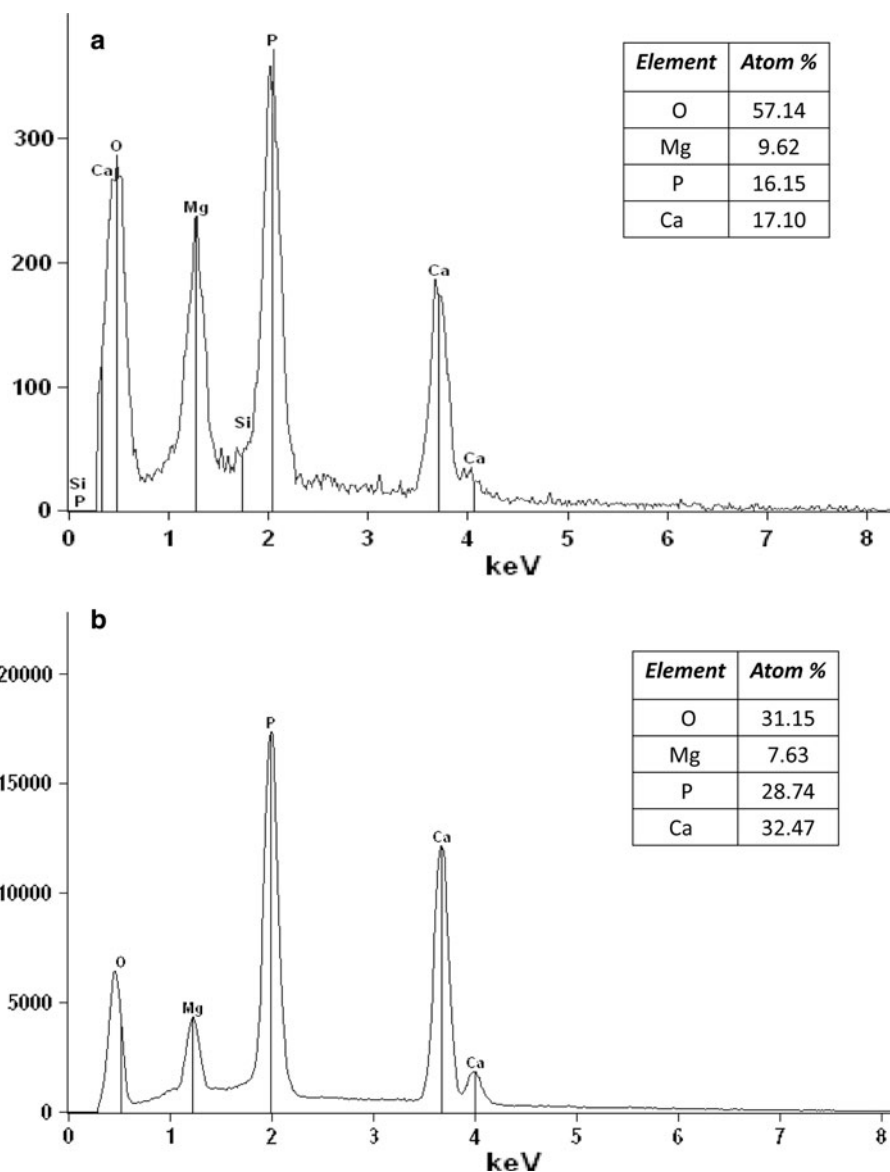 a
P
O
Ca
Mg
Si
Ca
Ca
Si
P
300
200
100
0
0 1 2 3 4 5 6 7 8
keV
Element Atom %
O 57.14
Mg 9.62
P 16.15
Ca 17.10
b
P
Ca
O
Mg
Ca
20000
15000
10000
5000
0
0 1 2 3 4 5 6 7 8
keV
Element Atom %
O 31.15
Mg 7.63
P 28.74
Ca 32.47